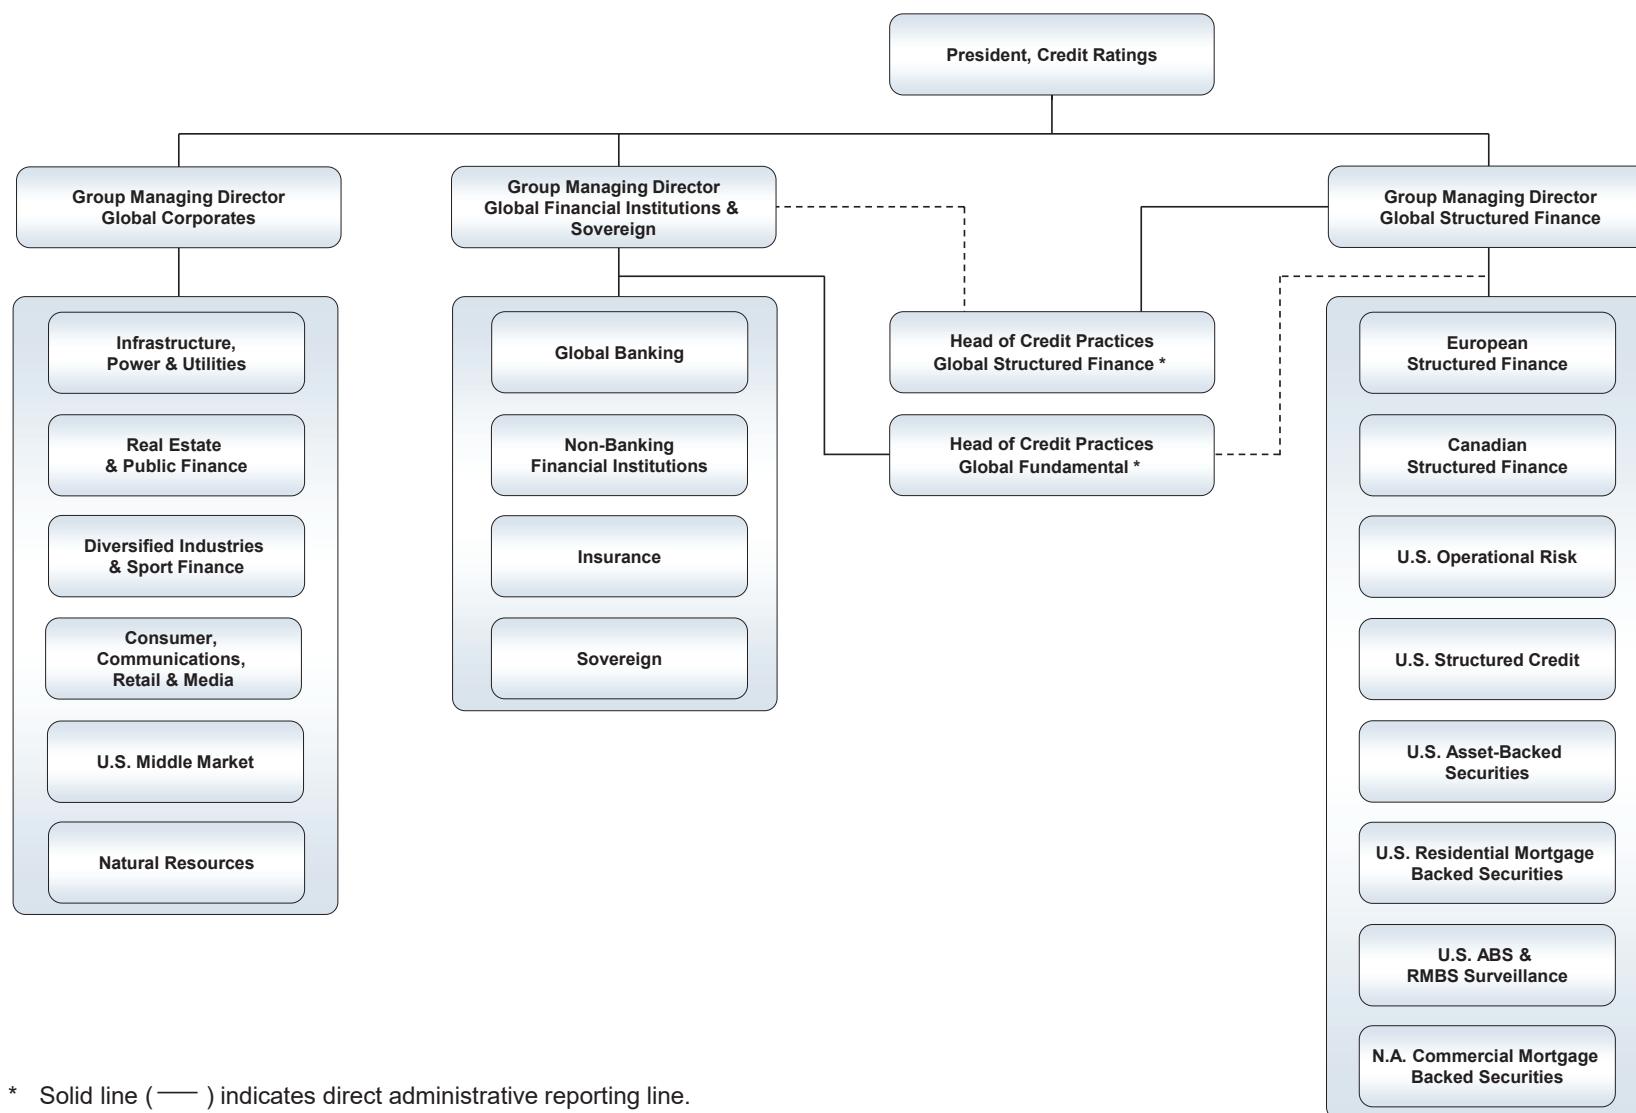 President, Credit Ratings
Group Managing Director
Global Corporates
Group Managing Director
Global Financial Institutions &
Sovereign
Group Managing Director
Global Structured Finance
Infrastructure,
Power & Utilities
Real Estate
& Public Finance
Diversified Industries
& Sport Finance
Consumer,
Communications,
Retail & Media
U.S. Middle Market
Natural Resources
Global Banking
Non-Banking
Financial Institutions
Insurance
Sovereign
Head of Credit Practices
Global Structured Finance *
Head of Credit Practices
Global Fundamental *
European
Structured Finance
Canadian
Structured Finance
U.S. Operational Risk
U.S. Structured Credit
U.S. Asset-Backed
Securities
U.S. Residential Mortgage
Backed Securities
U.S. ABS &
RMBS Surveillance
N.A. Commercial Mortgage
Backed Securities
* Solid line ( — ) indicates direct administrative reporting line.